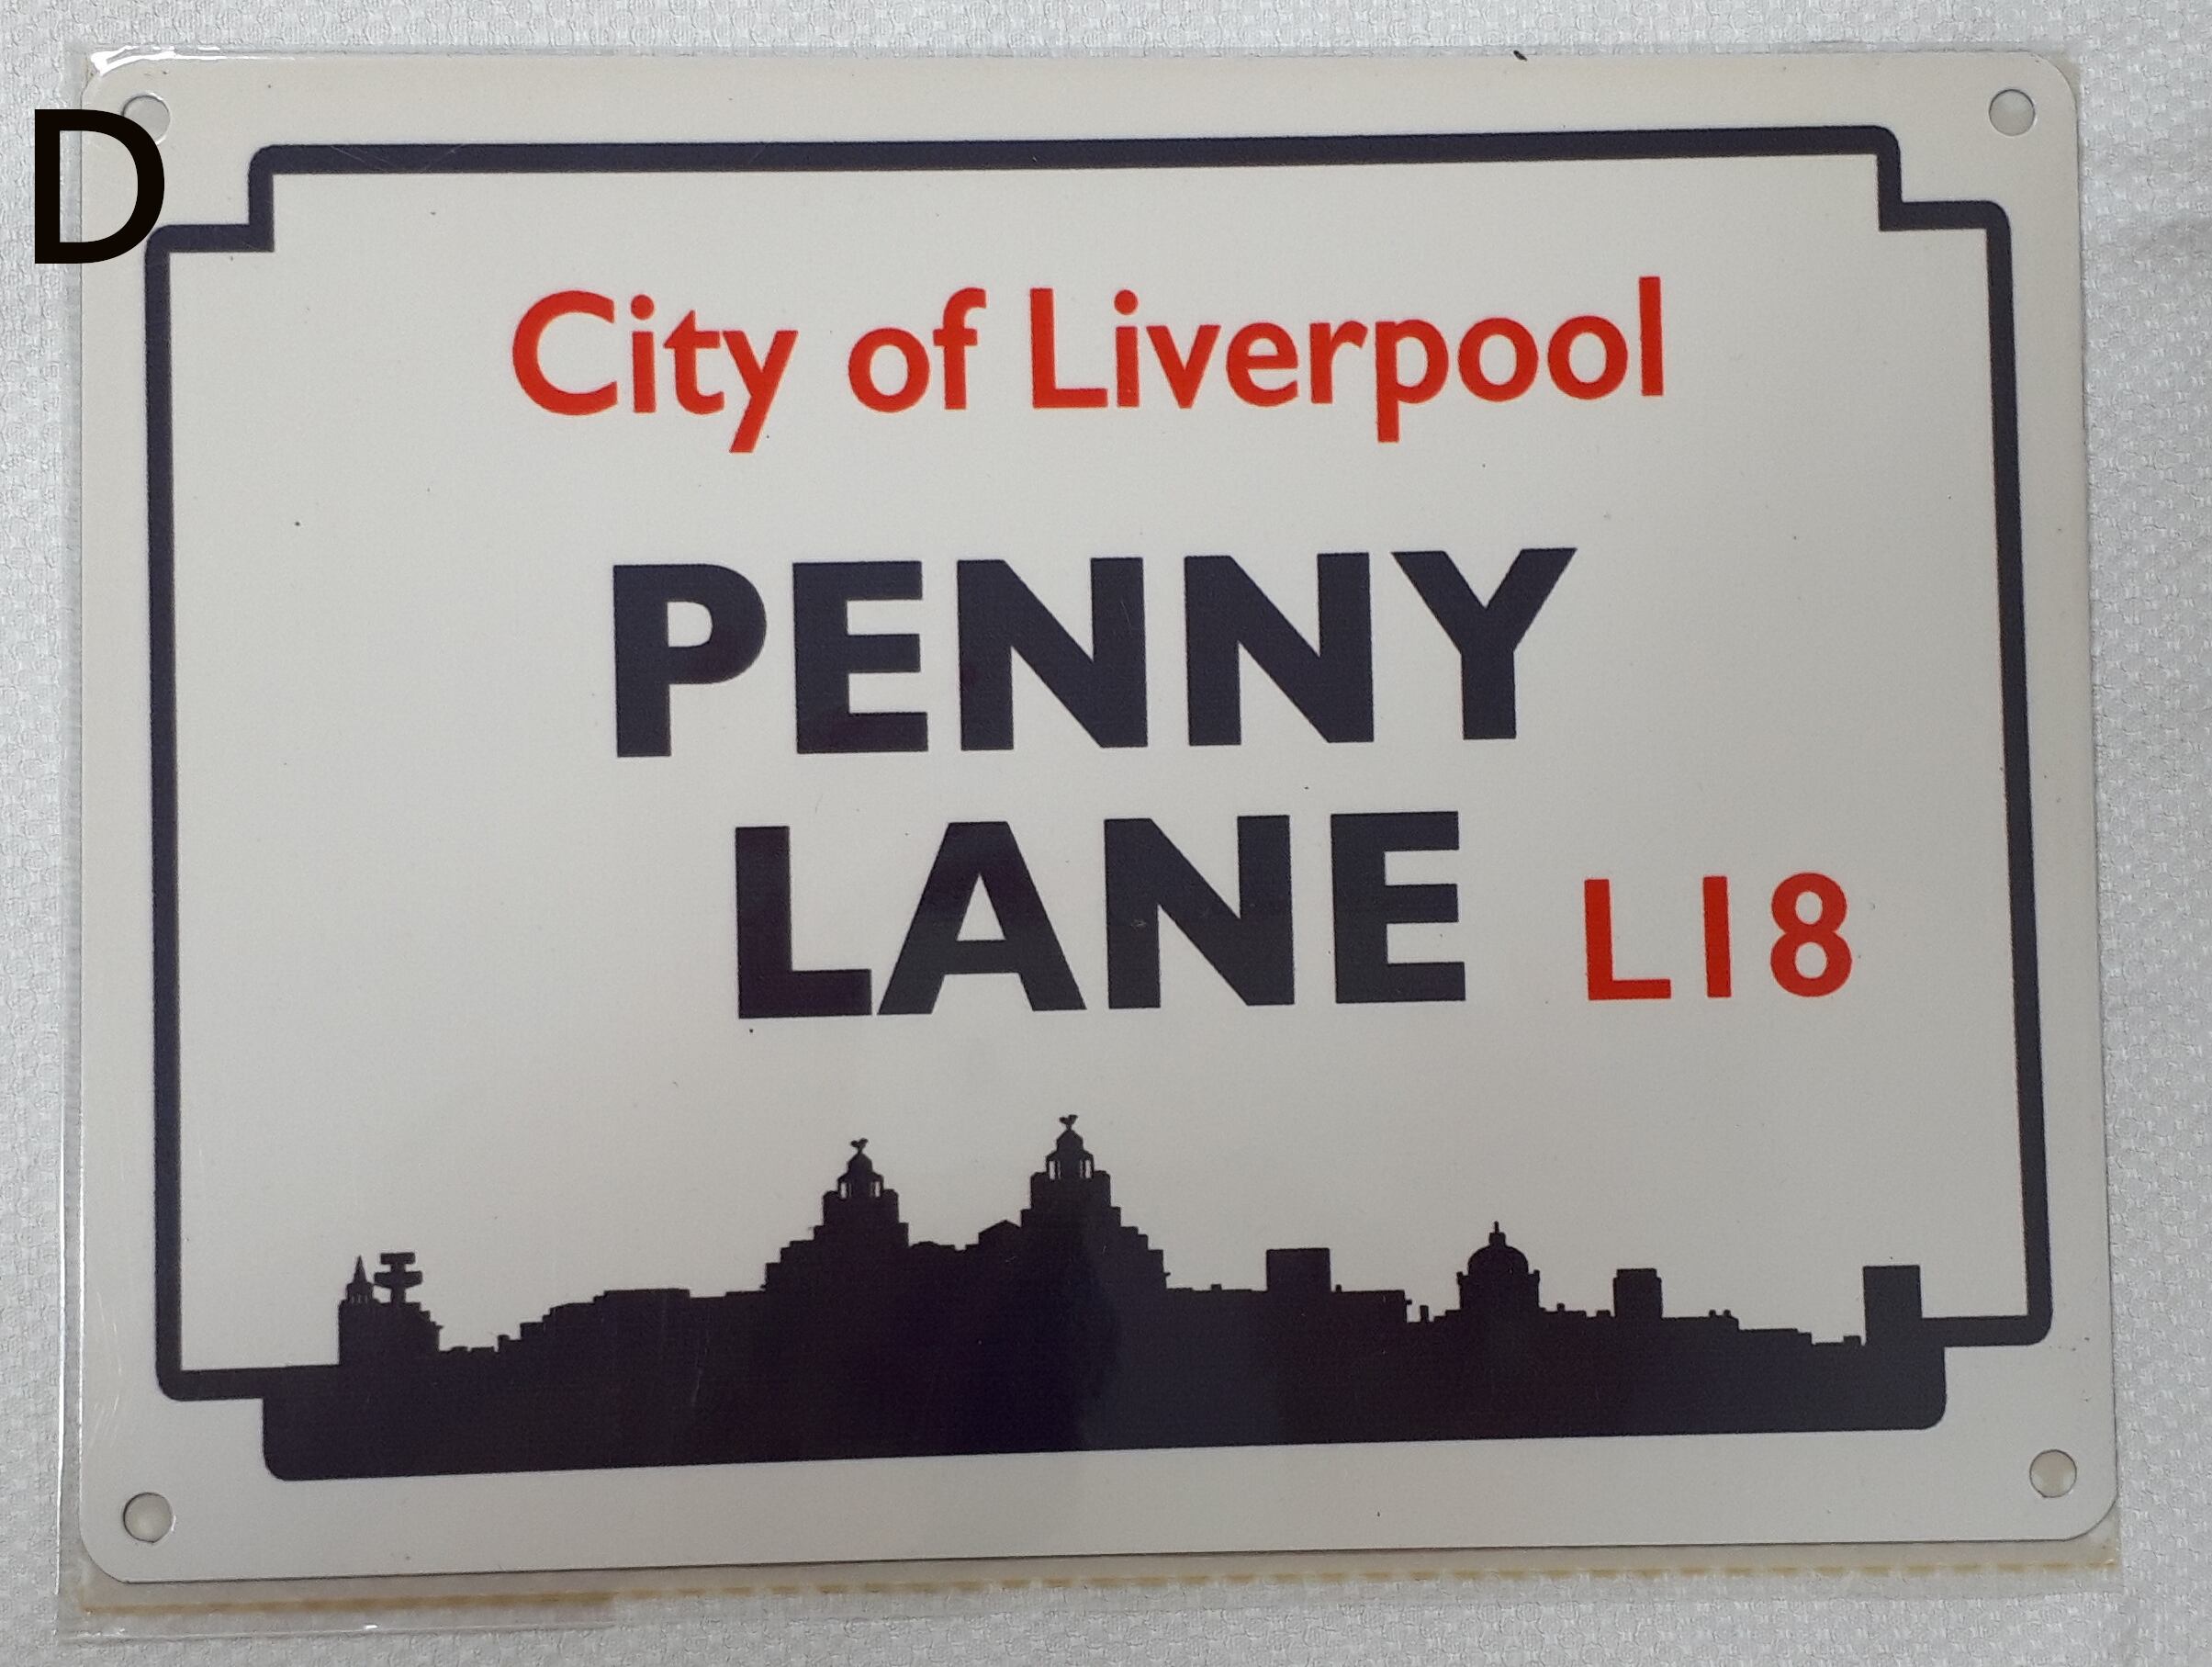 D
City of Liverpool
PENNY
LANE L18